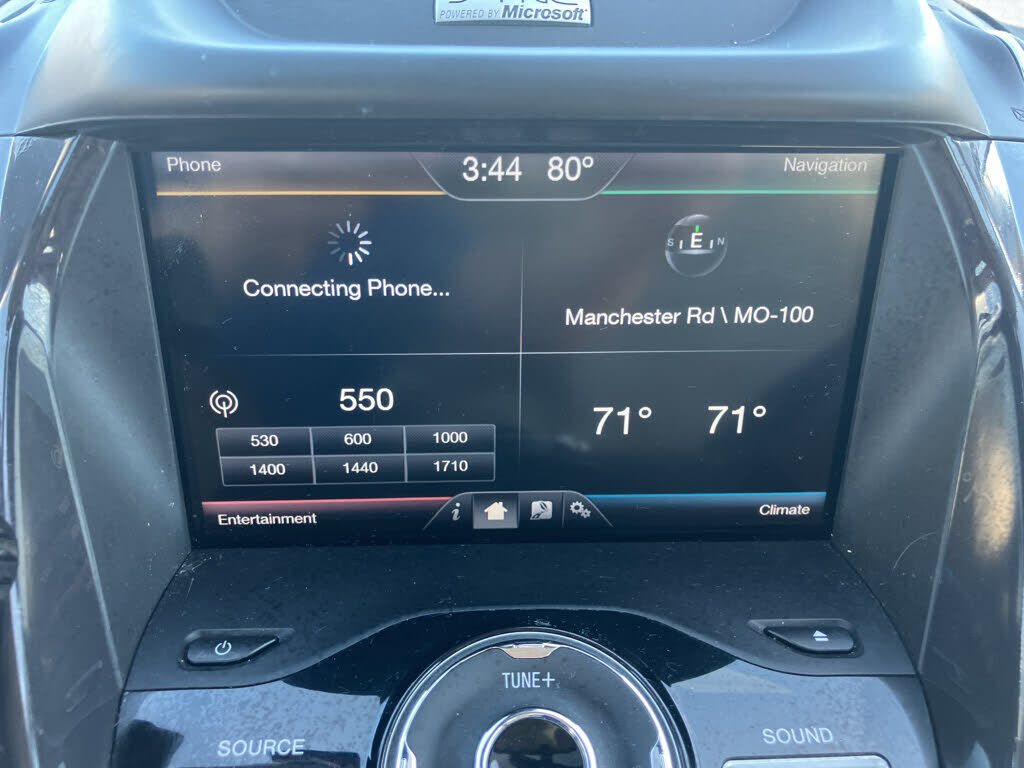 POWERED BY Microsoft
Phone
3:44 80°
Navigation
S E N
Connecting Phone...
Manchester Rd \ MO-100
550
71° 71°
530 600 1000
1400 1440 1710
Entertainment
i
Climate
TUNE+
SOURCE
SOUND